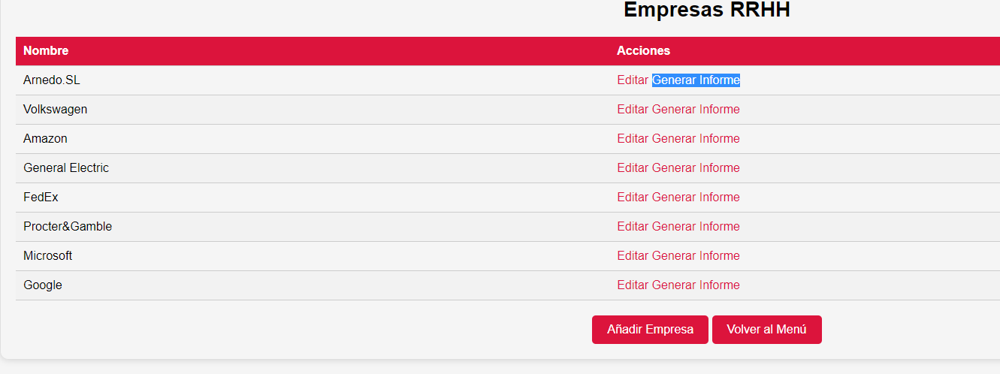 Empresas RRHH
Nombre Acciones
Arnedo.SL Editar Generar Informe
Volkswagen Editar Generar Informe
Amazon Editar Generar Informe
General Electric Editar Generar Informe
FedEx Editar Generar Informe
Procter&Gamble Editar Generar Informe
Microsoft Editar Generar Informe
Google Editar Generar Informe
Añadir Empresa Volver al Menú